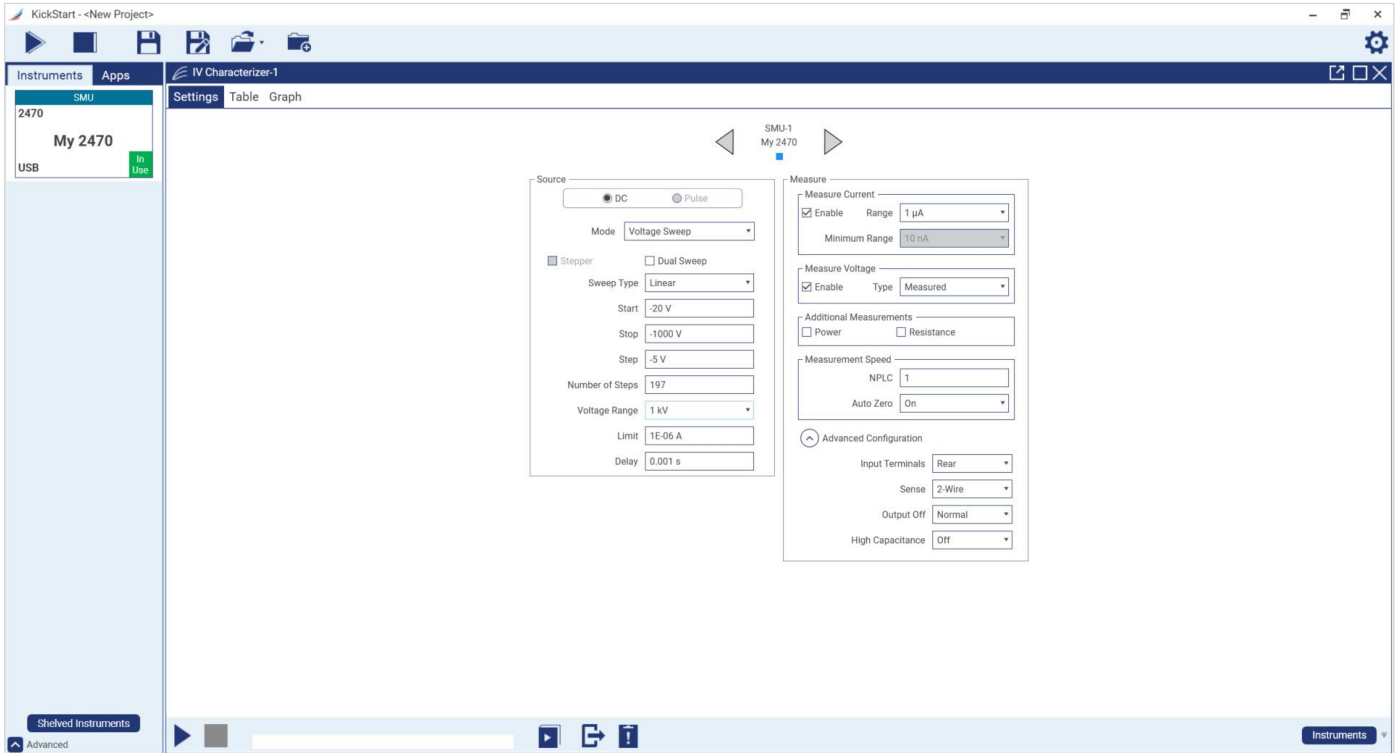 KickStart - <New Project>
Instruments Apps
IV Characterizer-1
SMU
2470
My 2470
USB
In
Use
Settings Table Graph
SMU-1
My 2470
Source
DC Pulse
Mode Voltage Sweep
Stepper Dual Sweep
Sweep Type Linear
Start -20 V
Stop -1000 V
Step -5 V
Number of Steps 197
Voltage Range 1 kV
Limit 1E-06 A
Delay 0.001 s
Measure
Measure Current
Enable Range 1 µA
Minimum Range 10 nA
Measure Voltage
Enable Type Measured
Additional Measurements
Power Resistance
Measurement Speed
NPLC 1
Auto Zero On
Advanced Configuration
Input Terminals Rear
Sense 2-Wire
Output Off Normal
High Capacitance Off
Shelved Instruments
Advanced
Instruments